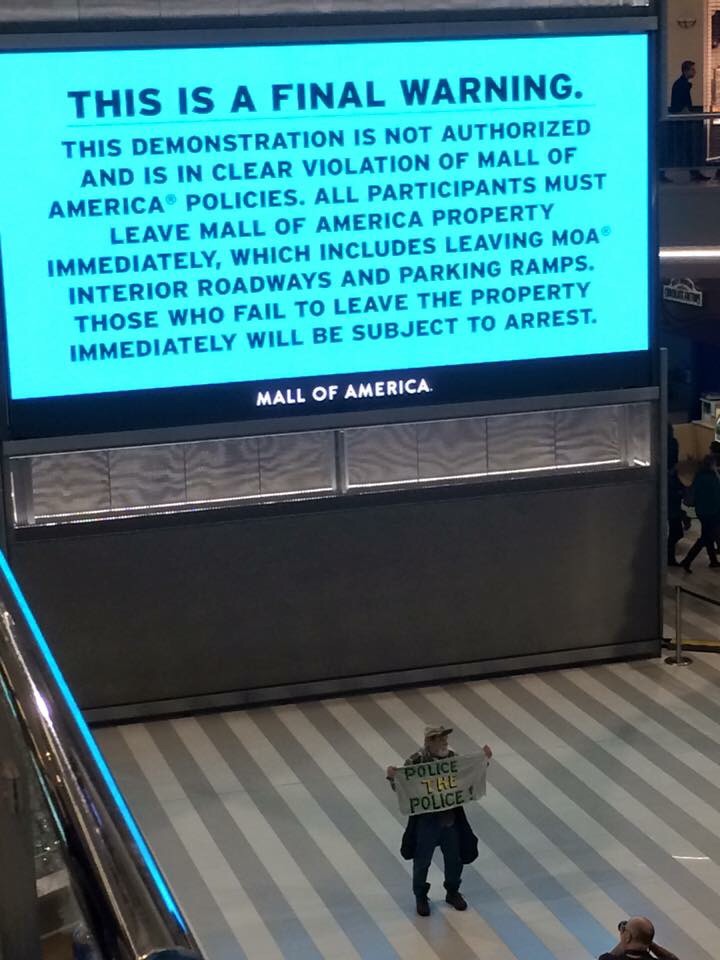 THIS IS A FINAL WARNING.
THIS DEMONSTRATION IS NOT AUTHORIZED
AND IS IN CLEAR VIOLATION OF MALL OF
AMERICA® POLICIES. ALL PARTICIPANTS MUST
LEAVE MALL OF AMERICA PROPERTY
IMMEDIATELY, WHICH INCLUDES LEAVING MOA®
INTERIOR ROADWAYS AND PARKING RAMPS.
THOSE WHO FAIL TO LEAVE THE PROPERTY
IMMEDIATELY WILL BE SUBJECT TO ARREST.
MALL OF AMERICA.
POLICE
THE
POLICE!